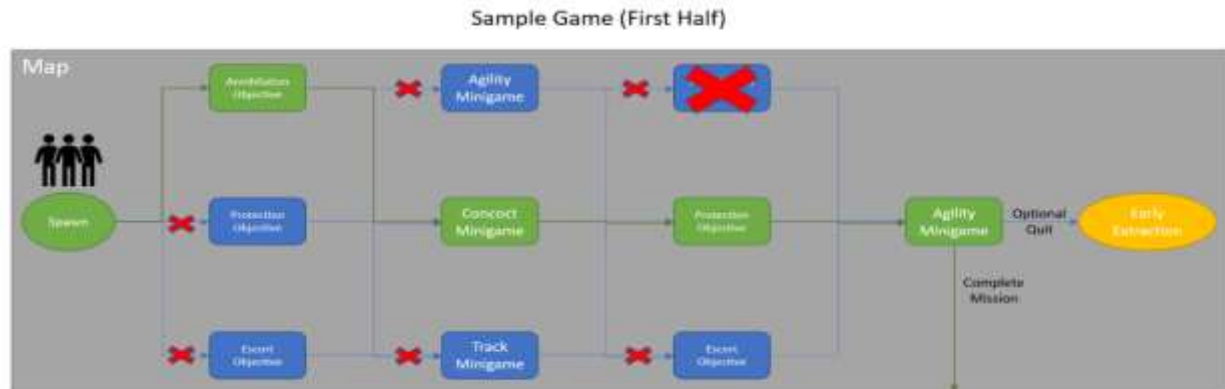 Sample Game (First Half)
Map
Annihilation
Objective
Agility
Minigame
Spawn
Protection
Objective
Concoct
Minigame
Protection
Objective
Agility
Minigame
Optional
Quit
Early
Extraction
Complete
Mission
Escort
Objective
Track
Minigame
Escort
Objective